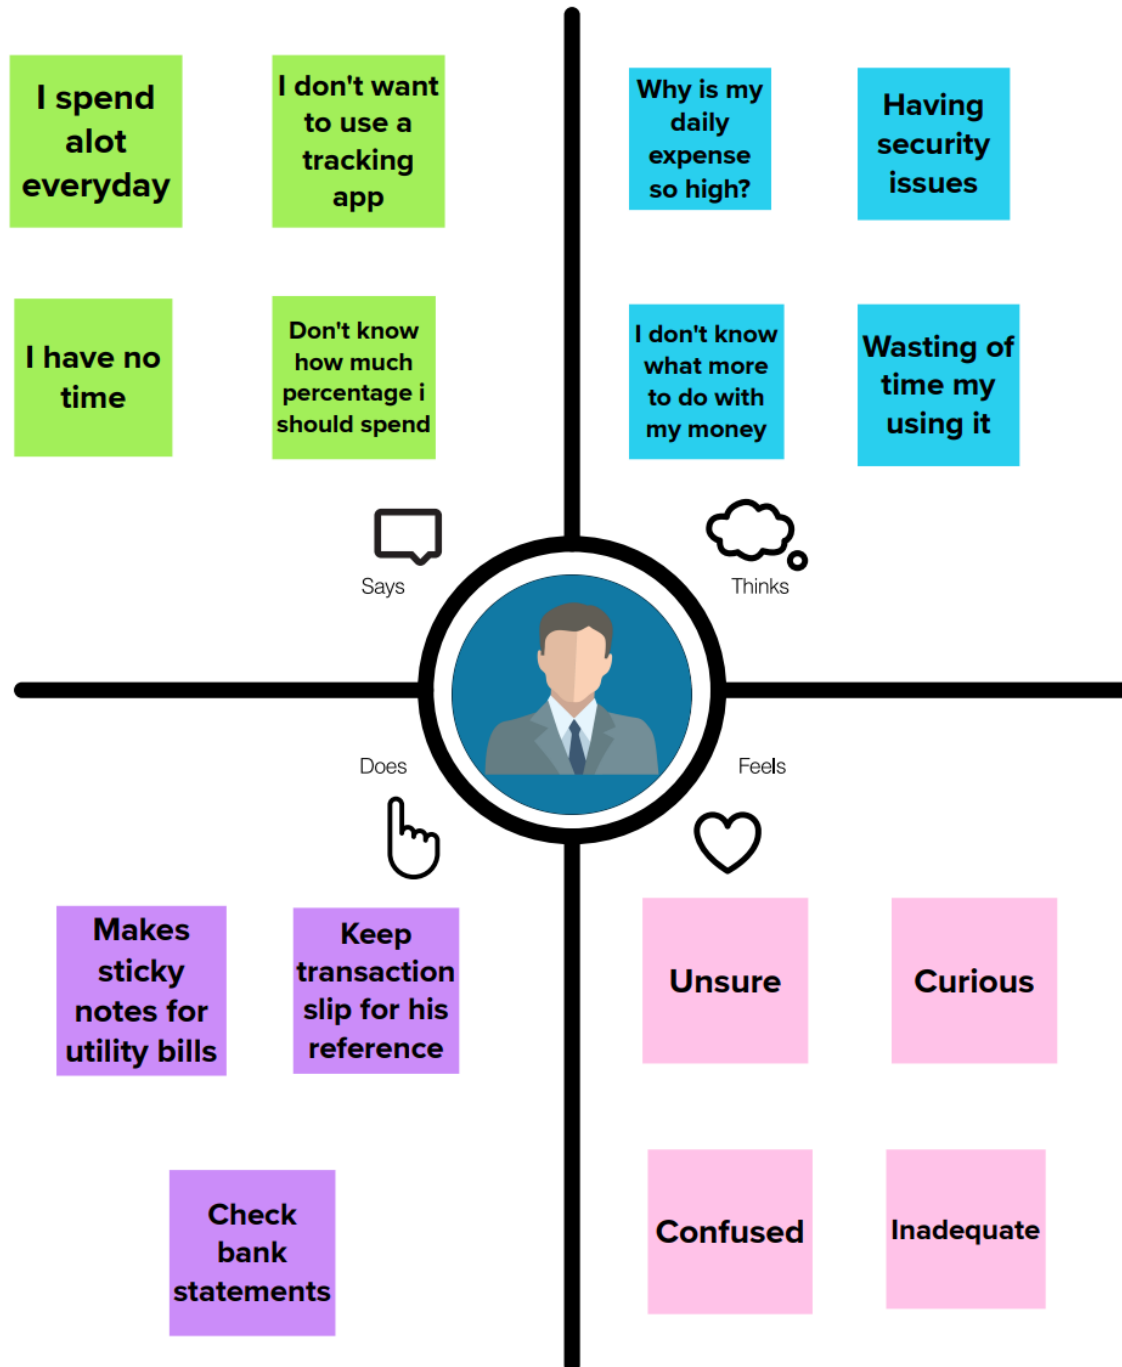 I spend
alot
everyday
I don't want
to use a
tracking
app
I have no
time
Don't know
how much
percentage i
should spend
Says
Why is my
daily
expense
so high?
Having
security
issues
I don't know
what more
to do with
my money
Wasting of
time my
using it
Thinks
Does
Makes
sticky
notes for
utility bills
Keep
transaction
slip for his
reference
Check
bank
statements
Feels
Unsure
Curious
Confused
Inadequate